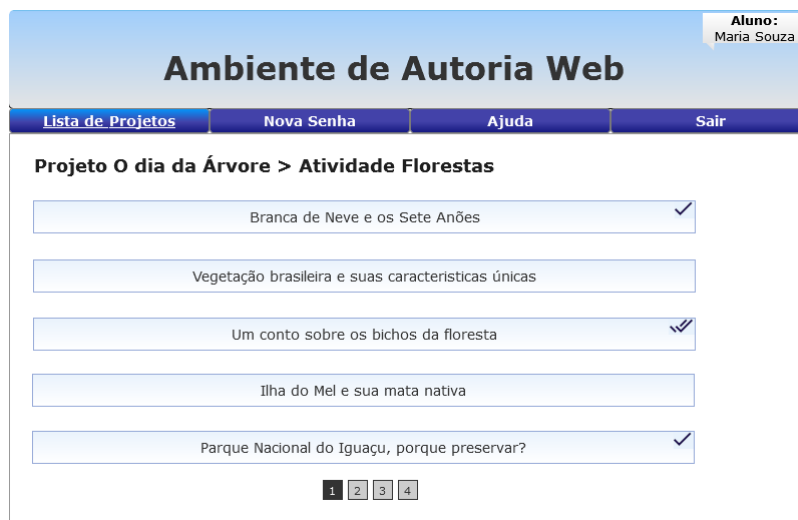 Aluno:
Maria Souza
Ambiente de Autoria Web
Lista de Projetos Nova Senha Ajuda Sair
Projeto O dia da Árvore > Atividade Florestas
Branca de Neve e os Sete Anões
Vegetação brasileira e suas caracteristicas únicas
Um conto sobre os bichos da floresta
Ilha do Mel e sua mata nativa
Parque Nacional do Iguaçu, porque preservar?
1 2 3 4